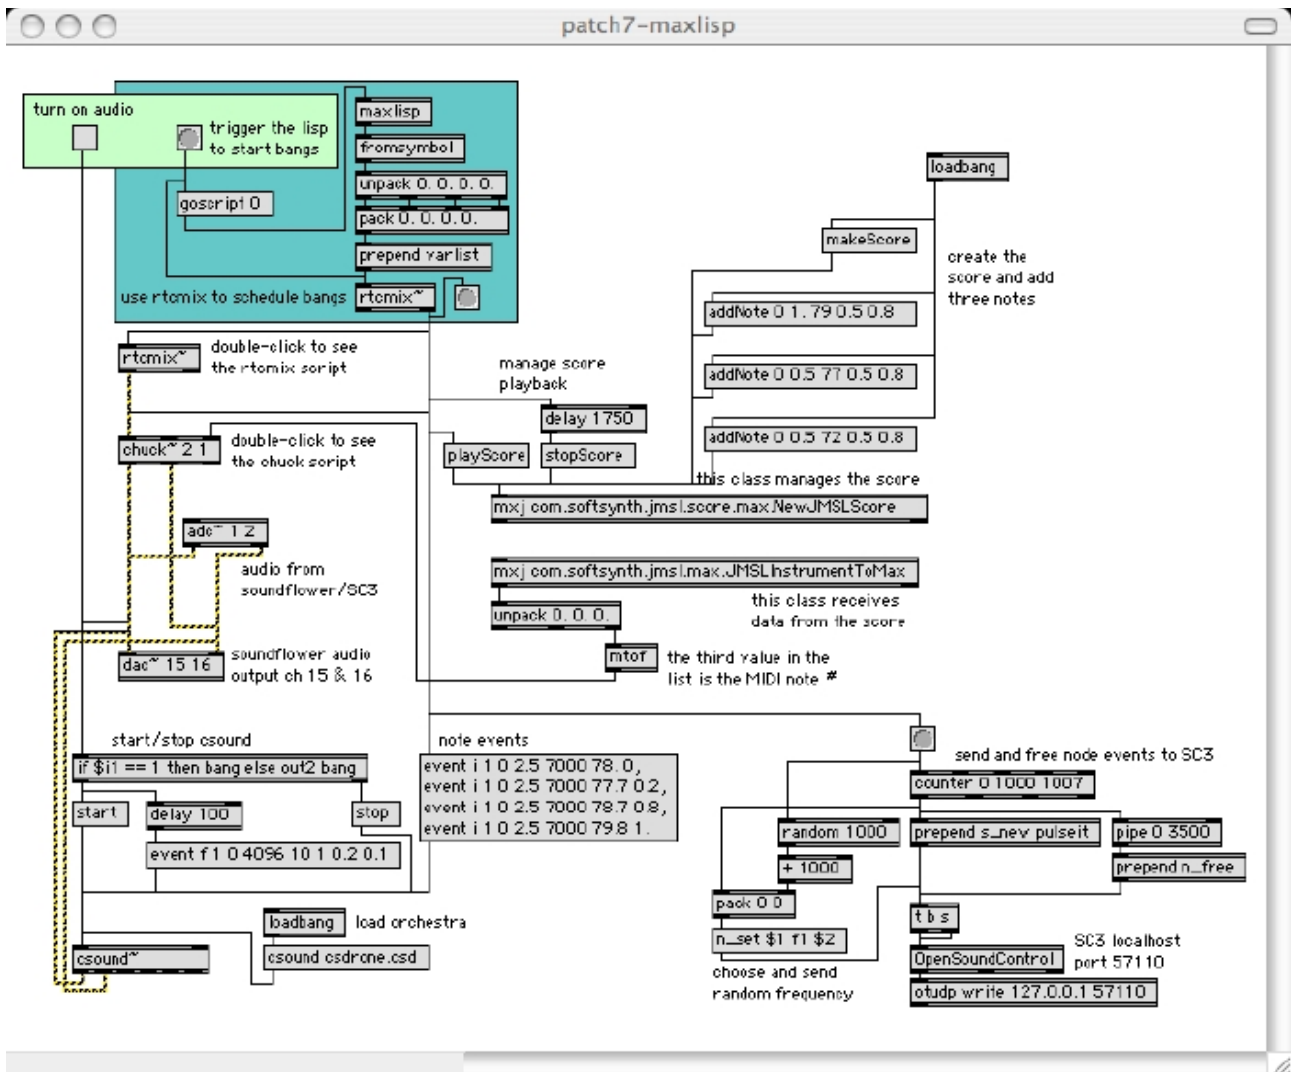 patch7-maxlisp
turn on audio
trigger the lisp
to start bangs
goscript 0
maxlisp
fromsymbol
unpack 0. 0. 0. 0.
pack 0. 0. 0. 0.
prepend varlist
use rtcmix to schedule bangs
rtcmix~
loadbang
makeScore
create the
score and add
three notes
addNote 0 1. 79 0.5 0.8
addNote 0 0.5 77 0.5 0.8
addNote 0 0.5 72 0.5 0.8
rtcmix~
double-click to see
the rtcmix script
manage score
playback
delay 1750
playScore
stopScore
chuck~ 2 1
double-click to see
the chuck script
this class manages the score
mxj com.softsynth.jmsl.score.max.NewJMSLScore
adc~ 1 2
audio from
soundflower/SC3
mxj com.softsynth.jmsl.max.JMSLInstrumentToMax
this class receives
data from the score
unpack 0. 0. 0.
mtof
the third value in the
list is the MIDI note #
dac~ 15 16
soundflower audio
output ch 15 & 16
start/stop csound
if $i1 == 1 then bang else out2 bang
start
delay 100
stop
event f 1 0 4096 10 1 0.2 0.1
note events
event i 1 0 2.5 7000 78. 0,
event i 1 0 2.5 7000 77.7 0.2,
event i 1 0 2.5 7000 78.7 0.8,
event i 1 0 2.5 7000 79.8 1.
send and free node events to SC3
counter 0 1000 1007
random 1000
prepend s_new pulseit
pipe 0 3500
+ 1000
prepend n_free
pack 0 0
t b s
n_set $1 f1 $2
choose and send
random frequency
OpenSoundControl
SC3 localhost
port 57110
otudp write 127.0.0.1 57110
loadbang
load orchestra
csound~
csound csdrone.csd